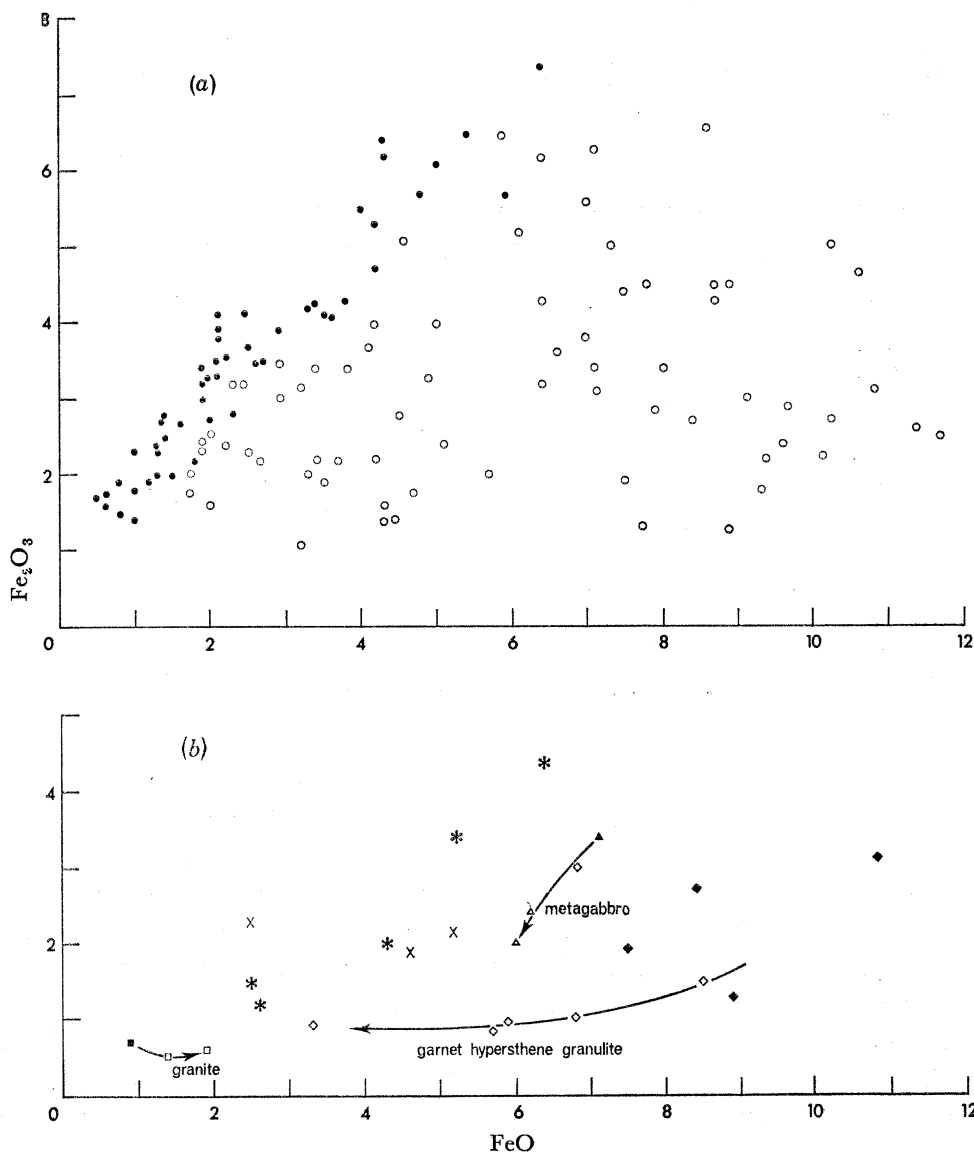 8
(a)
6
4
2
Fe2O3
0 2 4 6 8 10 12
(b)
4
metagabbro
2
garnet hypersthene granulite
granite
0 2 4 6 8 10 12
FeO